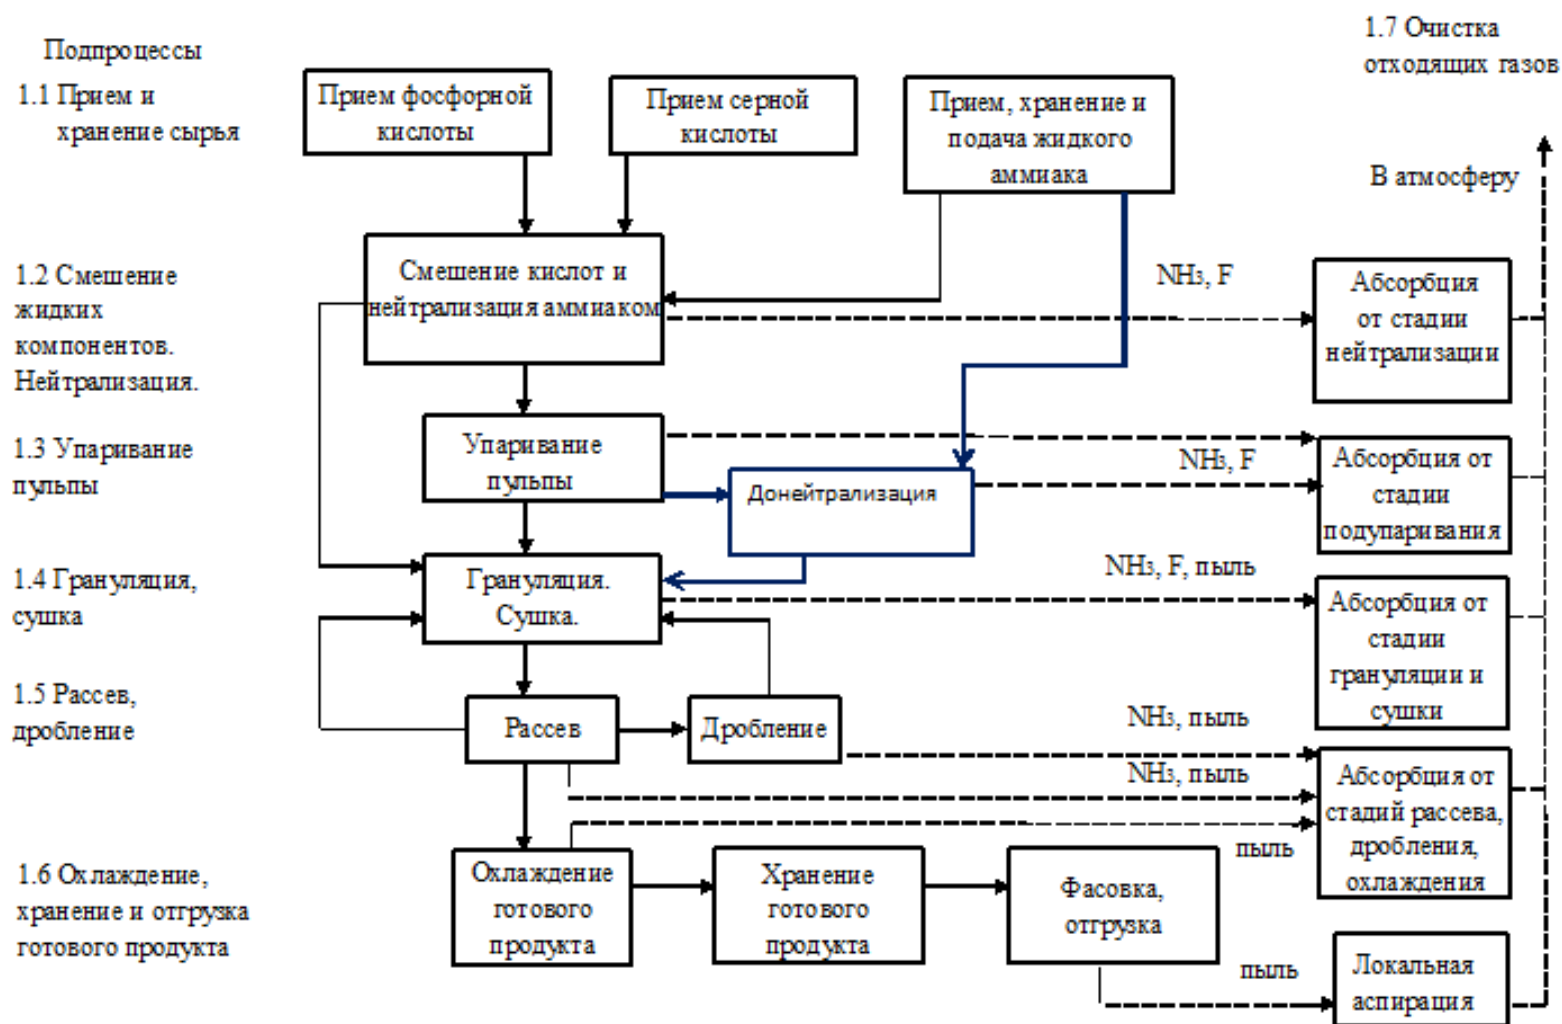 Подпроцессы
1.1 Прием и
хранение сырья
Прием фосфорной
кислоты
Прием серной
кислоты
Прием, хранение и
подача жидкого
аммиака
1.7 Очистка
отходящих газов
В атмосферу
1.2 Смешение
жидких
компонентов.
Нейтрализация.
Смешение кислот и
нейтрализация аммиаком
NH3, F
Абсорбция
от стадии
нейтрализации
1.3 Упаривание
пульпы
Упаривание
пульпы
Донейтрализация
NH3, F
Абсорбция от
стадии
подупаривания
1.4 Грануляция,
сушка
Грануляция.
Сушка.
NH3, F, пыль
Абсорбция от
стадии
грануляции и
сушки
1.5 Рассев,
дробление
Рассев
Дробление
NH3, пыль
NH3, пыль
Абсорбция от
стадий рассева,
дробления,
охлаждения
1.6 Охлаждение,
хранение и отгрузка
готового продукта
Охлаждение
готового
продукта
Хранение
готового
продукта
Фасовка,
отгрузка
пыль
пыль
Локальная
аспирация